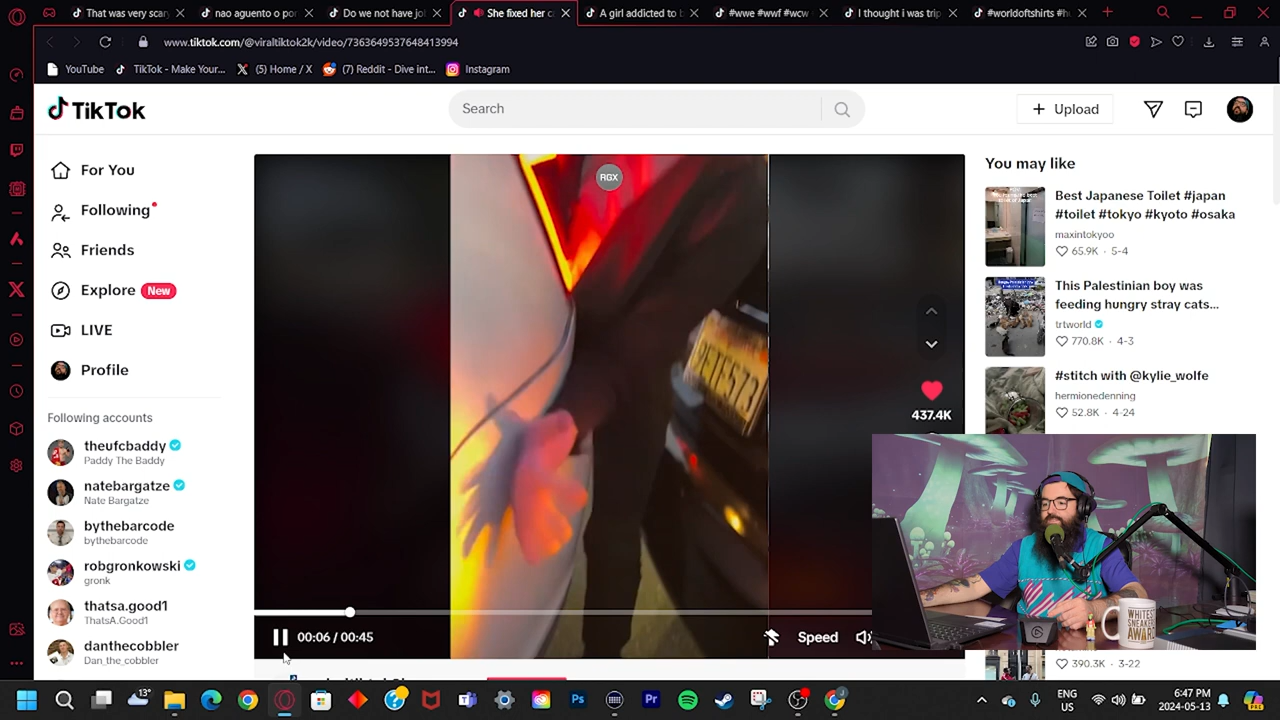 That was very scar
nao aguento o por
Do we not have jo
She fixed her c
A girl addicted to b
#wwe #wwf #wcw
I thought i was trip
#worldoftshirts #h
www.tiktok.com/@viraltiktok2k/video/7363649537648413994
YouTube
TikTok - Make Your...
(5) Home / X
(7) Reddit - Dive int...
Instagram
TikTok
Search
Upload
For You
Following
Friends
Explore New
LIVE
Profile
Following accounts
theufcbaddy
Paddy The Baddy
natebargatze
Nate Bargatze
bythebarcode
bythebarcode
robgronkowski
gronk
thatsa.good1
ThatsA.Good1
danthecobbler
Dan_the_cobbler
RGX
437.4K
00:06 / 00:45
Speed
You may like
Best Japanese Toilet #japan
#toilet #tokyo #kyoto #osaka
maxintokyoo
65.9K · 5-4
This Palestinian boy was
feeding hungry stray cats...
trtworld
770.8K · 4-3
#stitch with @kylie_wolfe
hermionedenning
52.8K · 4-24
WHITEST
SNEAKERS
AWARD
390.3K · 3-22
13°
ENG
US
6:47 PM
2024-05-13